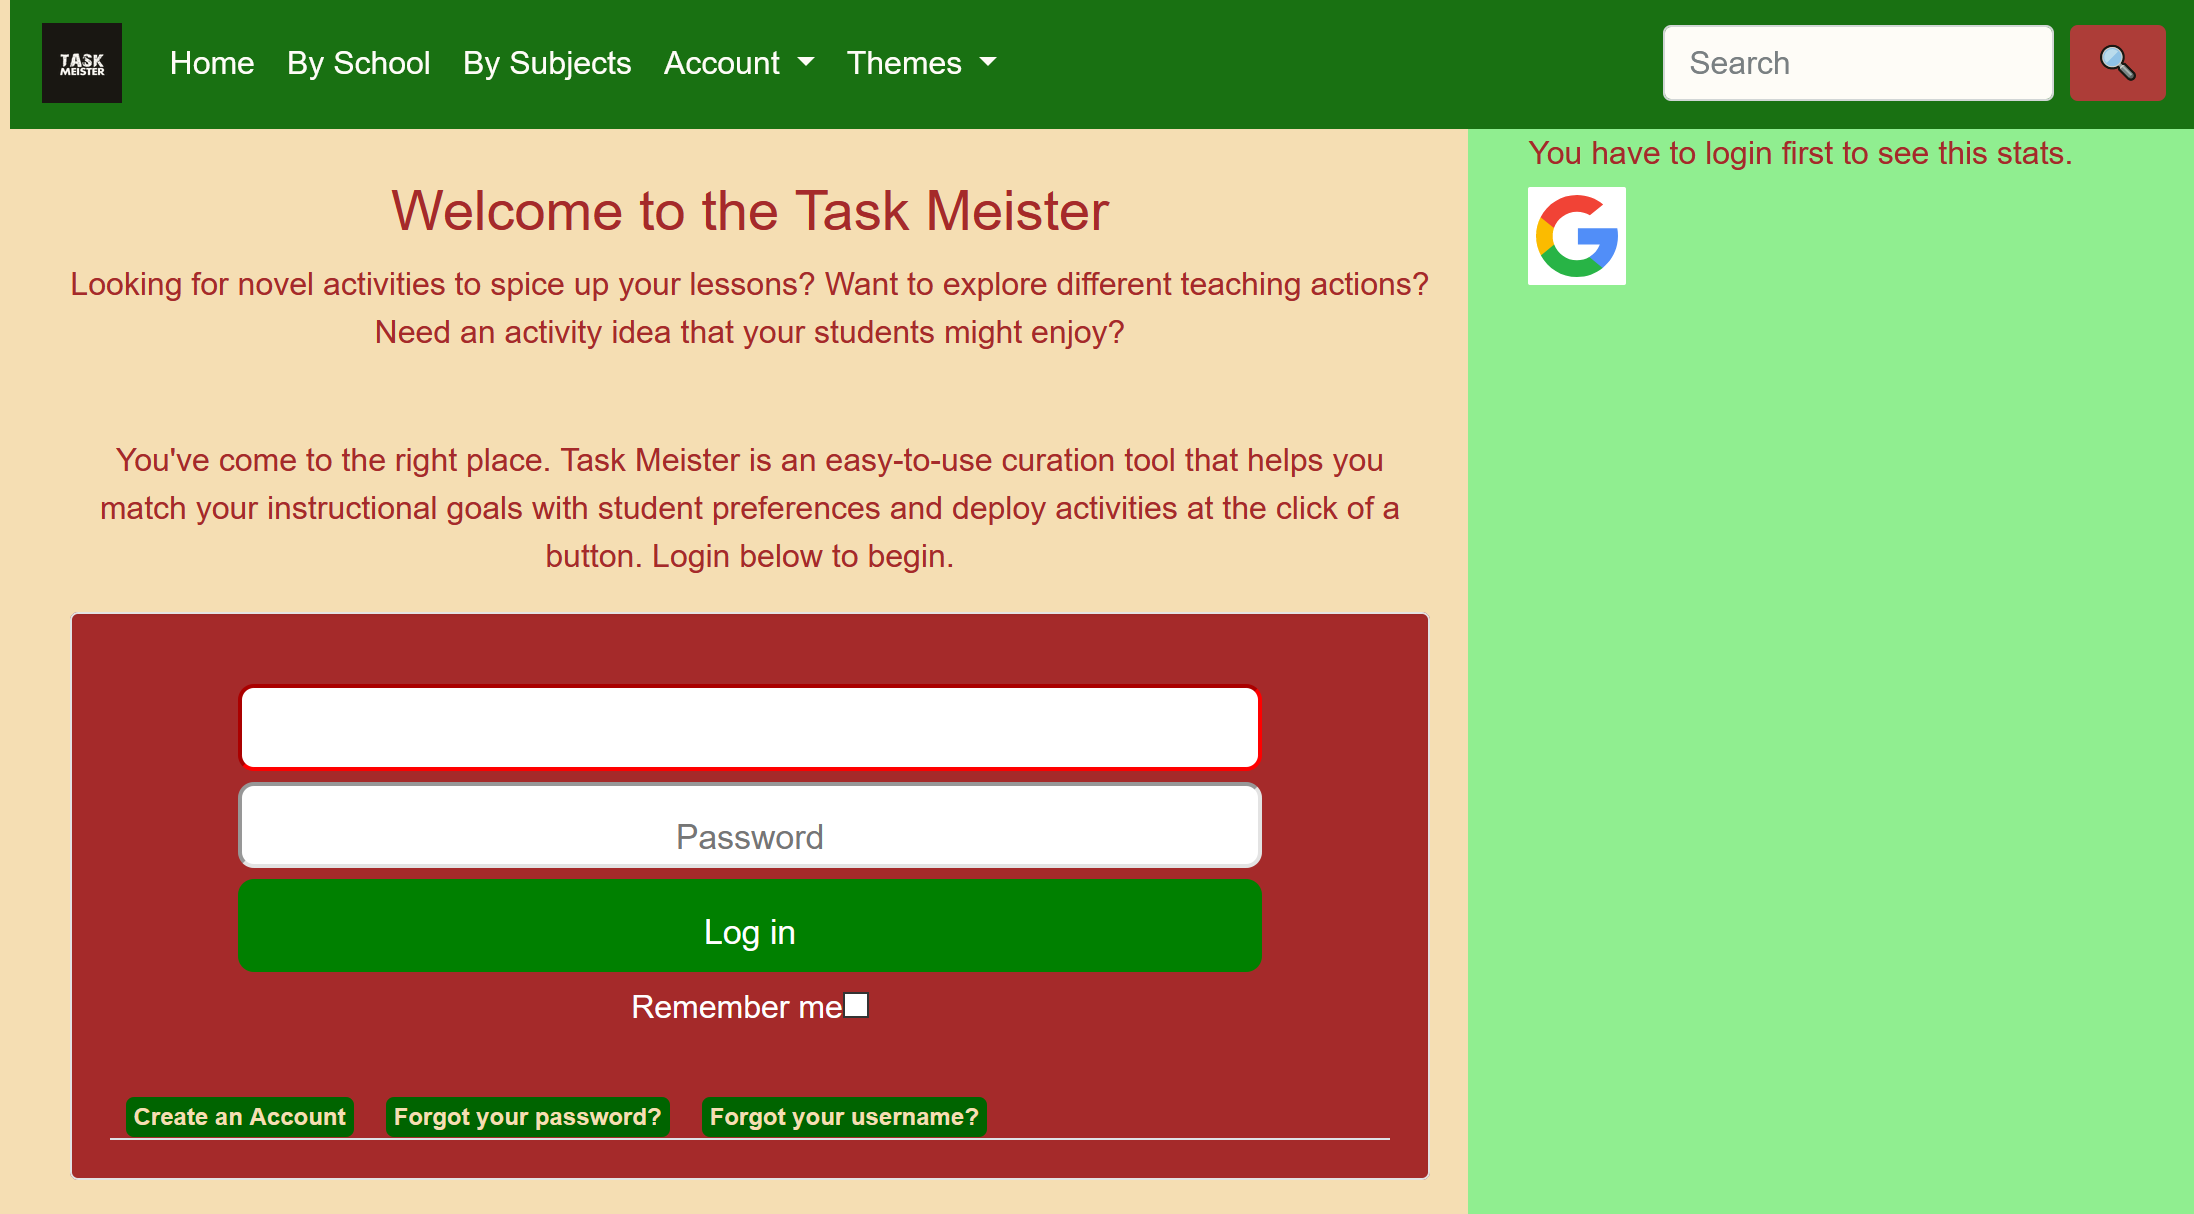 TASK
MEISTER
Home By School By Subjects Account Themes Search
You have to login first to see this stats.
Welcome to the Task Meister
Looking for novel activities to spice up your lessons? Want to explore different teaching actions?
Need an activity idea that your students might enjoy?
You've come to the right place. Task Meister is an easy-to-use curation tool that helps you
match your instructional goals with student preferences and deploy activities at the click of a
button. Login below to begin.
Password
Log in
Remember me
Create an Account Forgot your password? Forgot your username?